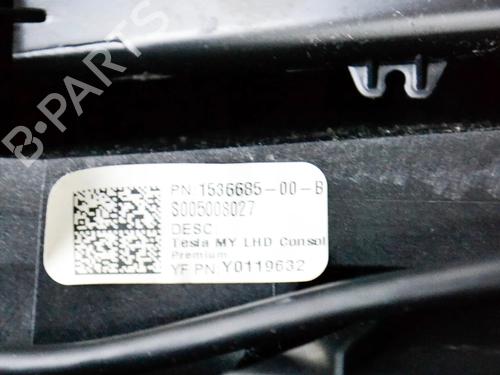 B-PARTS
PN 1536685-00-B
S005008027
DESC
Tesla MY LHD Consol
Premium
YF PN Y0119632